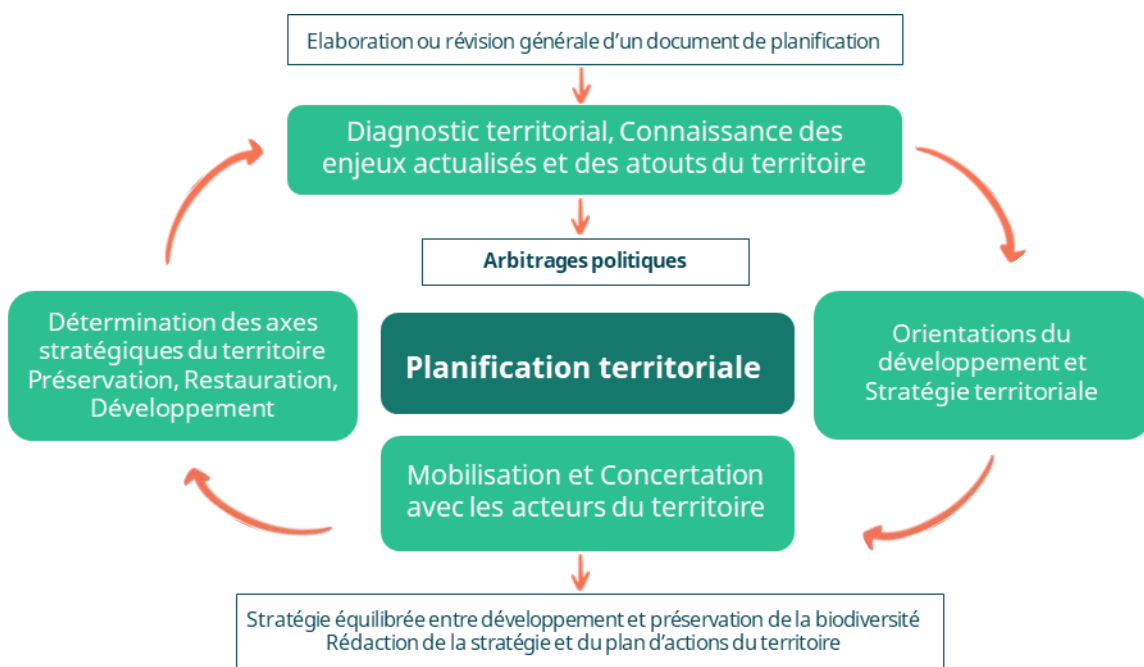 Elaboration ou révision générale d'un document de planification
Diagnostic territorial, Connaissance des
enjeux actualisés et des atouts du territoire
Arbitrages politiques
Détermination des axes
stratégiques du territoire
Préservation, Restauration,
Développement
Planification territoriale
Orientations du
développement et
Stratégie territoriale
Mobilisation et Concertation
avec les acteurs du territoire
Stratégie équilibrée entre développement et préservation de la biodiversité
Rédaction de la stratégie et du plan d'actions du territoire